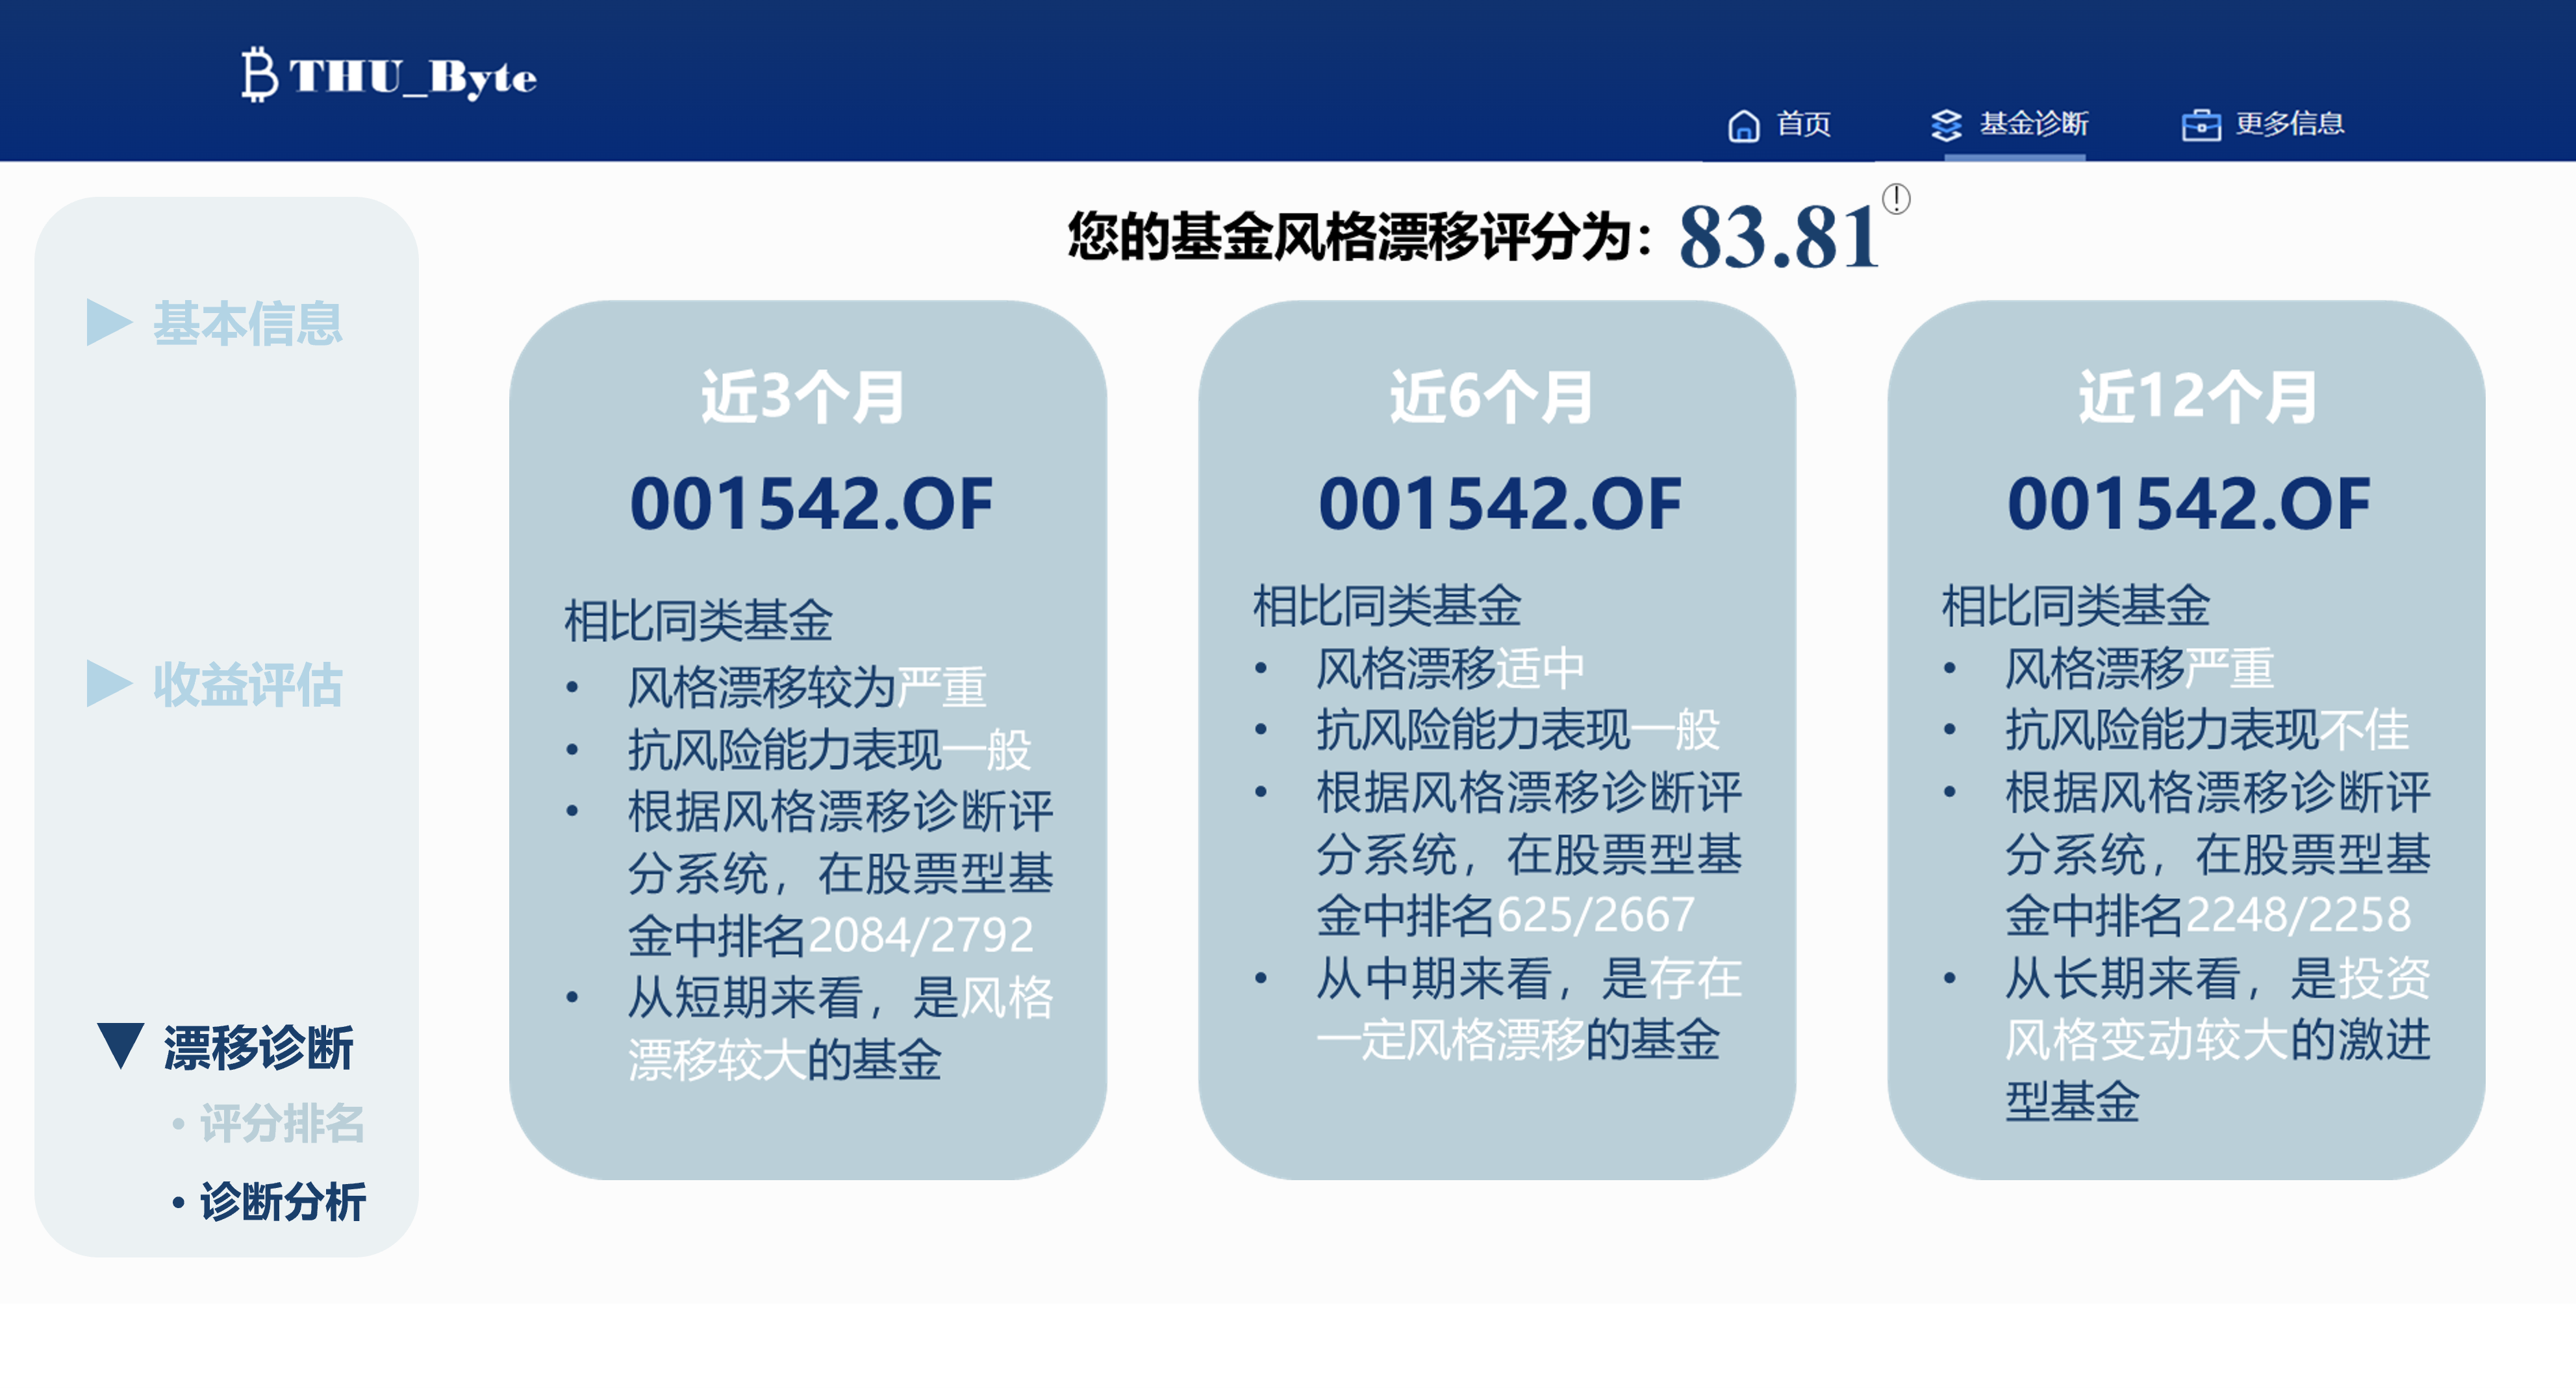 THU_Byte
首页 基金诊断 更多信息
您的基金风格漂移评分为：83.81
基本信息
收益评估
漂移诊断
• 评分排名
• 诊断分析
近3个月
001542.OF
相比同类基金
• 风格漂移较为严重
• 抗风险能力表现一般
• 根据风格漂移诊断评
分系统，在股票型基
金中排名2084/2792
• 从短期来看，是风格
漂移较大的基金
近6个月
001542.OF
相比同类基金
• 风格漂移适中
• 抗风险能力表现一般
• 根据风格漂移诊断评
分系统，在股票型基
金中排名625/2667
• 从中期来看，是存在
一定风格漂移的基金
近12个月
001542.OF
相比同类基金
• 风格漂移严重
• 抗风险能力表现不佳
• 根据风格漂移诊断评
分系统，在股票型基
金中排名2248/2258
• 从长期来看，是投资
风格变动较大的激进
型基金